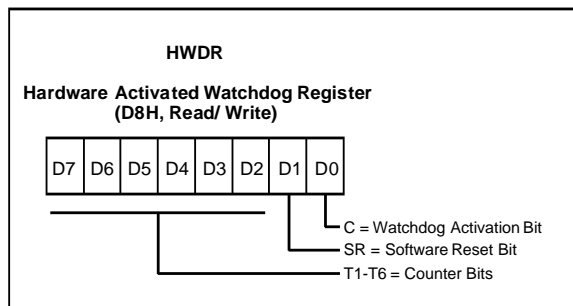 HWDR
Hardware Activated Watchdog Register
(D8H, Read/ Write)
D7 D6 D5 D4 D3 D2 D1 D0
C = Watchdog Activation Bit
SR = Software Reset Bit
T1-T6 = Counter Bits